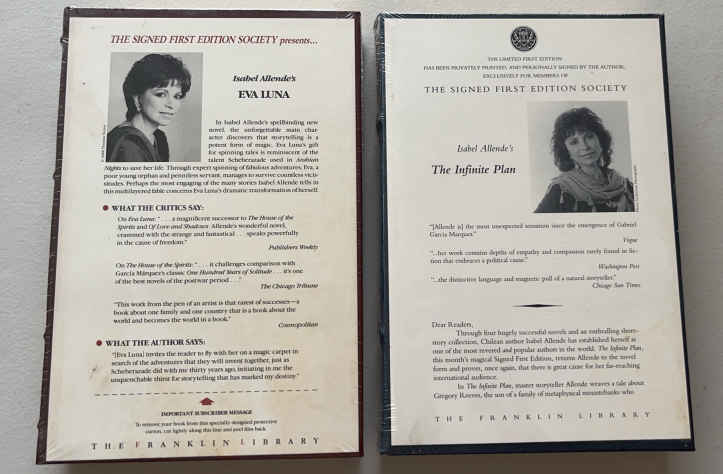 THE SIGNED FIRST EDITION SOCIETY presents...
Isabel Allende's
EVA LUNA
In Isabel Allende's spellbinding new
novel, the unforgettable main char-
acter discovers that storytelling is a
potent form of magic. Eva Luna's gift
for spinning tales is reminiscent of the
talent Scheherazade used in Arabian
Nights to save her life. Through expert spinning of fabulous adventures, Eva, a
poor young orphan and penniless servant, manages to survive countless vicis-
situdes. Perhaps the most engaging of the many stories Isabel Allende tells in
this multilayered fable concerns Eva Luna's dramatic transformation of herself.
WHAT THE CRITICS SAY:
On Eva Luna: ". . . a magnificent successor to The House of the
Spirits and Of Love and Shadows. Allende's wonderful novel,
crammed with the strange and fantastical . . . speaks powerfully
in the cause of freedom."
Publishers Weekly
On The House of the Spirits: ". . . it challenges comparison with
García Márquez's classic One Hundred Years of Solitude . . . it's one
of the best novels of the postwar period . . ."
The Chicago Tribune
"This work from the pen of an artist is that rarest of successes—a
book about one family and one country that is a book about the
world and becomes the world in a book."
Cosmopolitan
WHAT THE AUTHOR SAYS:
"[Eva Luna] invites the reader to fly with her on a magic carpet in
search of the adventures that they will invent together, just as
Scheherazade did with me thirty years ago, initiating in me the
unquenchable thirst for storytelling that has marked my destiny."
IMPORTANT SUBSCRIBER MESSAGE
To remove your book from this specially designed protective
carton, cut lightly along this line and peel film back.
THE FRANKLIN LIBRARY
THE LIMITED FIRST EDITION
HAS BEEN PRIVATELY PRINTED, AND PERSONALLY SIGNED BY THE AUTHOR,
EXCLUSIVELY FOR MEMBERS OF
THE SIGNED FIRST EDITION SOCIETY
Isabel Allende's
The Infinite Plan
"[Allende is] the most unexpected sensation since the emergence of Gabriel
García Márquez."
Vogue
"...her work contains depths of empathy and compassion rarely found in fic-
tion that embraces a political cause."
Washington Post
"...the distinctive language and magnetic pull of a natural storyteller."
Chicago Sun Times
Dear Readers,
Through four hugely successful novels and an enthralling short-
story collection, Chilean author Isabel Allende has established herself as
one of the most revered and popular authors in the world. The Infinite Plan,
this month's magical Signed First Edition, returns Allende to the novel
form and proves, once again, that there is great cause for her far-reaching
international audience.
In The Infinite Plan, master storyteller Allende weaves a tale about
Gregory Reeves, the son of a family of metaphysical mountebanks who
THE FRANKLIN LIBRARY